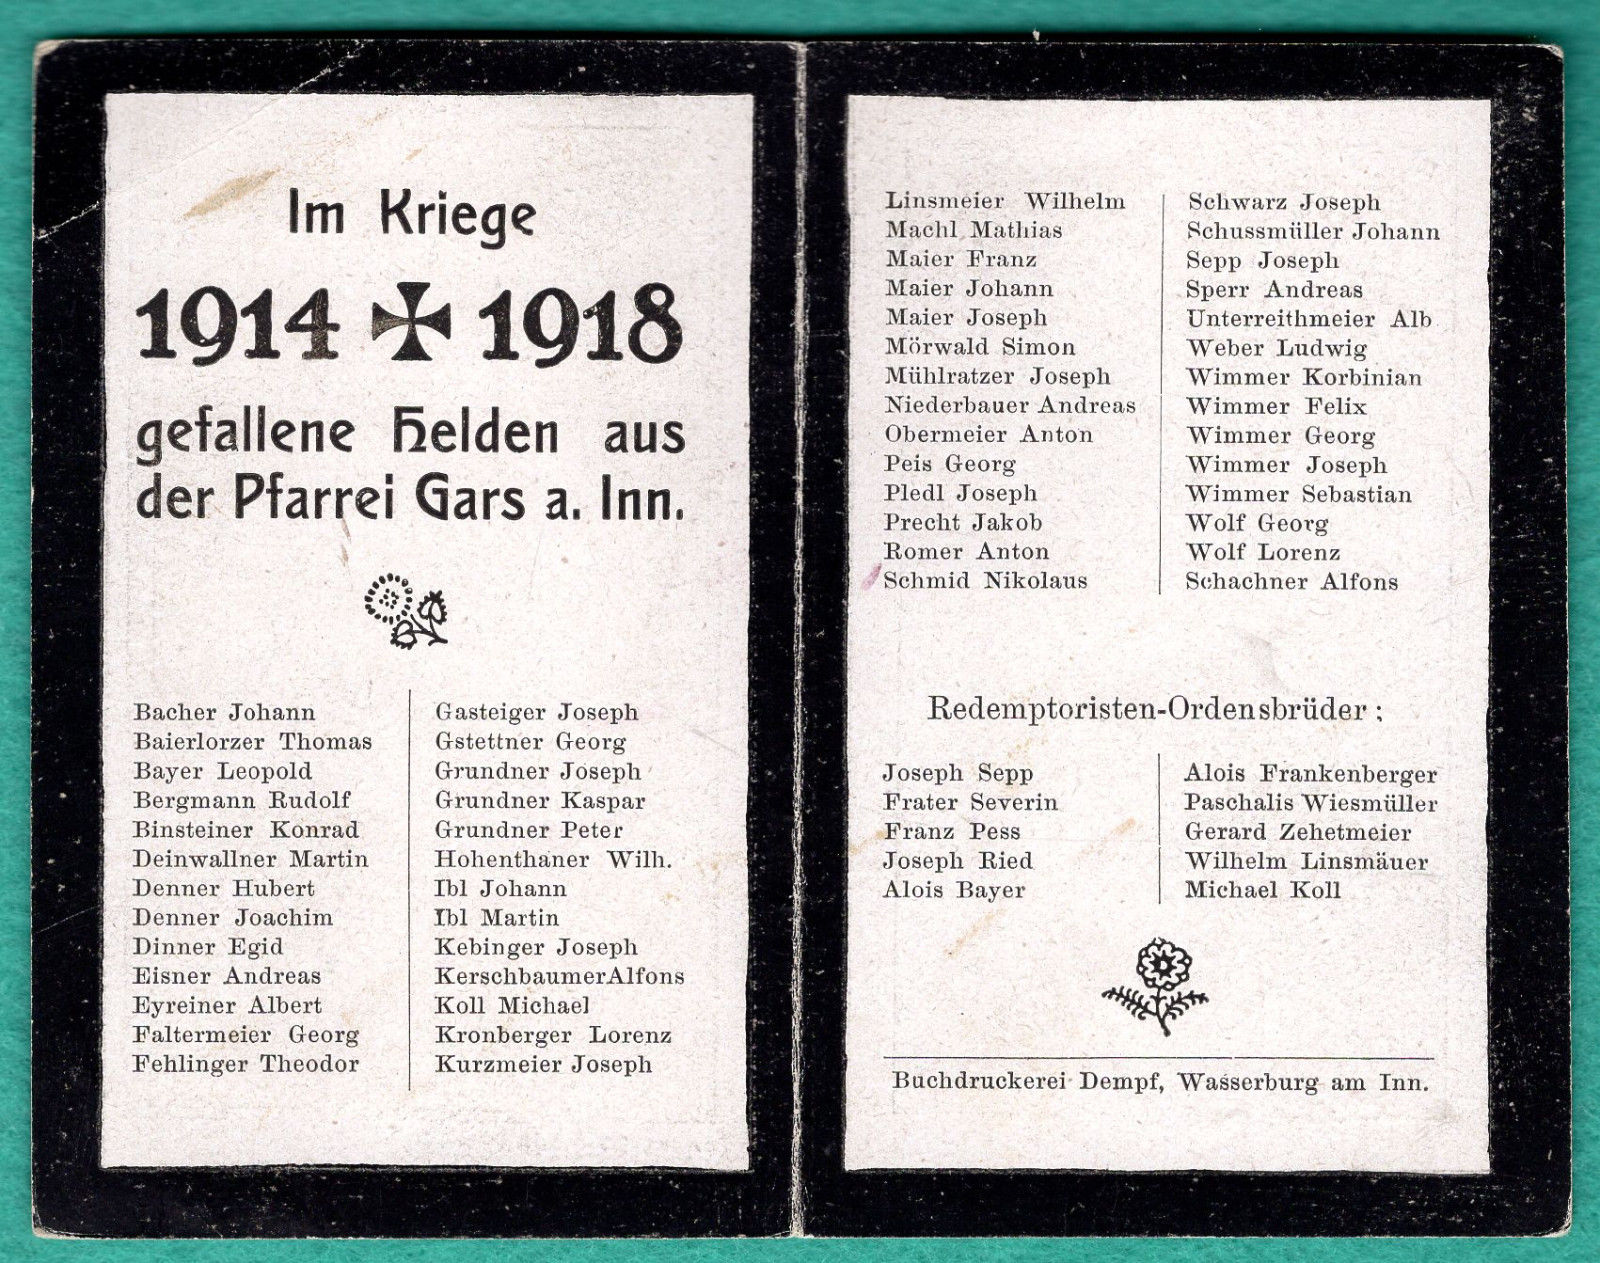 Im Kriege
1914 ✠ 1918
gefallene Helden aus
der Pfarrei Gars a. Inn.
Bacher Johann
Baierlorzer Thomas
Bayer Leopold
Bergmann Rudolf
Binsteiner Konrad
Deinwallner Martin
Denner Hubert
Denner Joachim
Dinner Egid
Eisner Andreas
Eyreiner Albert
Faltermeier Georg
Fehlinger Theodor
Gasteiger Joseph
Gstettner Georg
Grundner Joseph
Grundner Kaspar
Grundner Peter
Hohenthaner Wilh.
Ibl Johann
Ibl Martin
Kebinger Joseph
Kerschbaumer Alfons
Koll Michael
Kronberger Lorenz
Kurzmeier Joseph
Linsmeier Wilhelm
Machl Mathias
Maier Franz
Maier Johann
Maier Joseph
Mörwald Simon
Mühlratzer Joseph
Niederbauer Andreas
Obermeier Anton
Peis Georg
Pledl Joseph
Precht Jakob
Romer Anton
Schmid Nikolaus
Schwarz Joseph
Schussmüller Johann
Sepp Joseph
Sperr Andreas
Unterreithmeier Alb
Weber Ludwig
Wimmer Korbinian
Wimmer Felix
Wimmer Georg
Wimmer Joseph
Wimmer Sebastian
Wolf Georg
Wolf Lorenz
Schachner Alfons
Redemptoristen-Ordensbrüder;
Joseph Sepp
Frater Severin
Franz Pess
Joseph Ried
Alois Bayer
Alois Frankenberger
Paschalis Wiesmüller
Gerard Zehetmeier
Wilhelm Linsmäuer
Michael Koll
Buchdruckerei Dempf, Wasserburg am Inn.